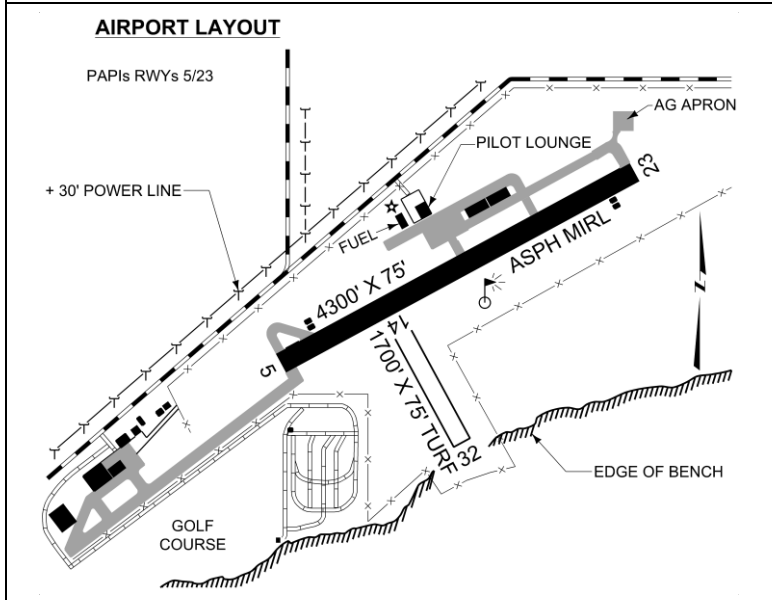 AIRPORT LAYOUT
PAPIs RWYs 5/23
AG APRON
PILOT LOUNGE
+ 30' POWER LINE
23
FUEL
ASPH MIRL
4300' X 75'
N
14
5
1700' X 75' TURF
32
EDGE OF BENCH
GOLF
COURSE